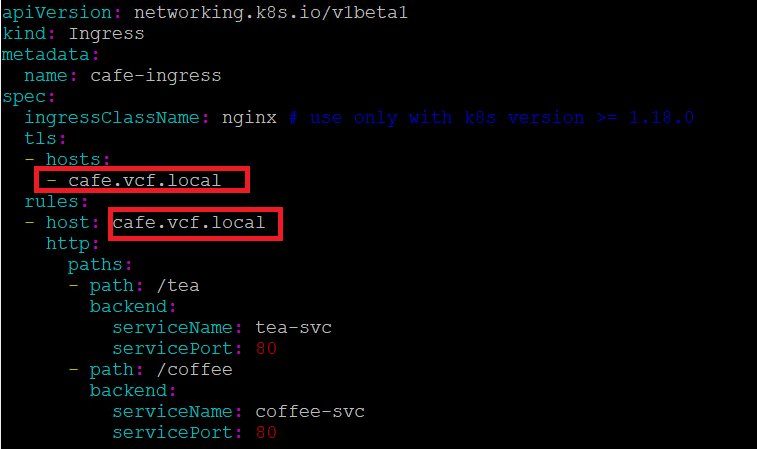 apiVersion: networking.k8s.io/v1beta1
kind: Ingress
metadata:
  name: cafe-ingress
spec:
  ingressClassName: nginx # use only with k8s version >= 1.18.0
  tls:
  - hosts:
    - cafe.vcf.local
  rules:
  - host: cafe.vcf.local
    http:
      paths:
      - path: /tea
        backend:
          serviceName: tea-svc
          servicePort: 80
      - path: /coffee
        backend:
          serviceName: coffee-svc
          servicePort: 80